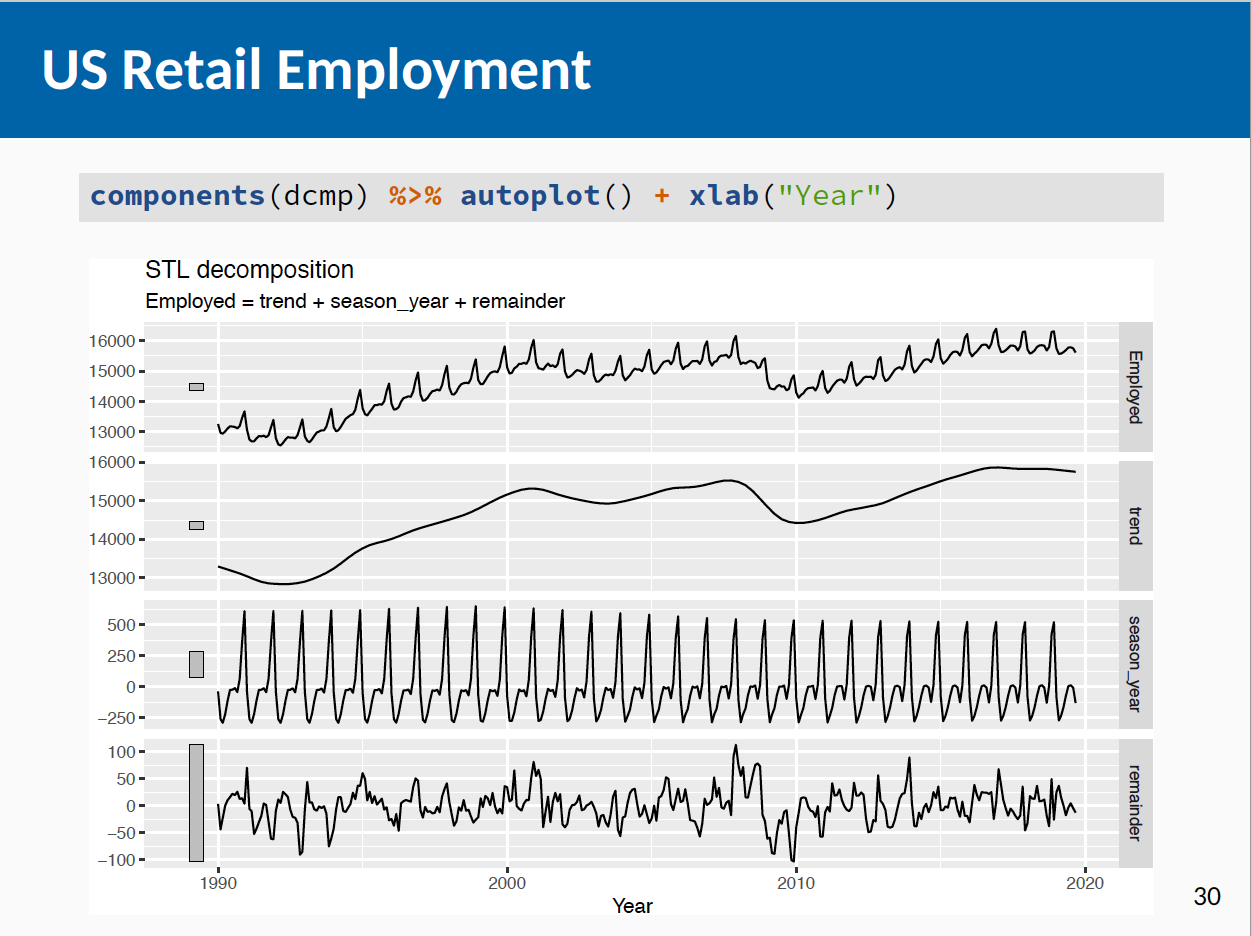 US Retail Employment
components(dcmp) %>% autoplot() + xlab("Year")
STL decomposition
Employed = trend + season_year + remainder
16000
15000
14000
13000
Employed
16000
15000
14000
13000
trend
500
250
0
−250
season_year
100
50
0
−50
−100
remainder
1990 2000 2010 2020
Year
30